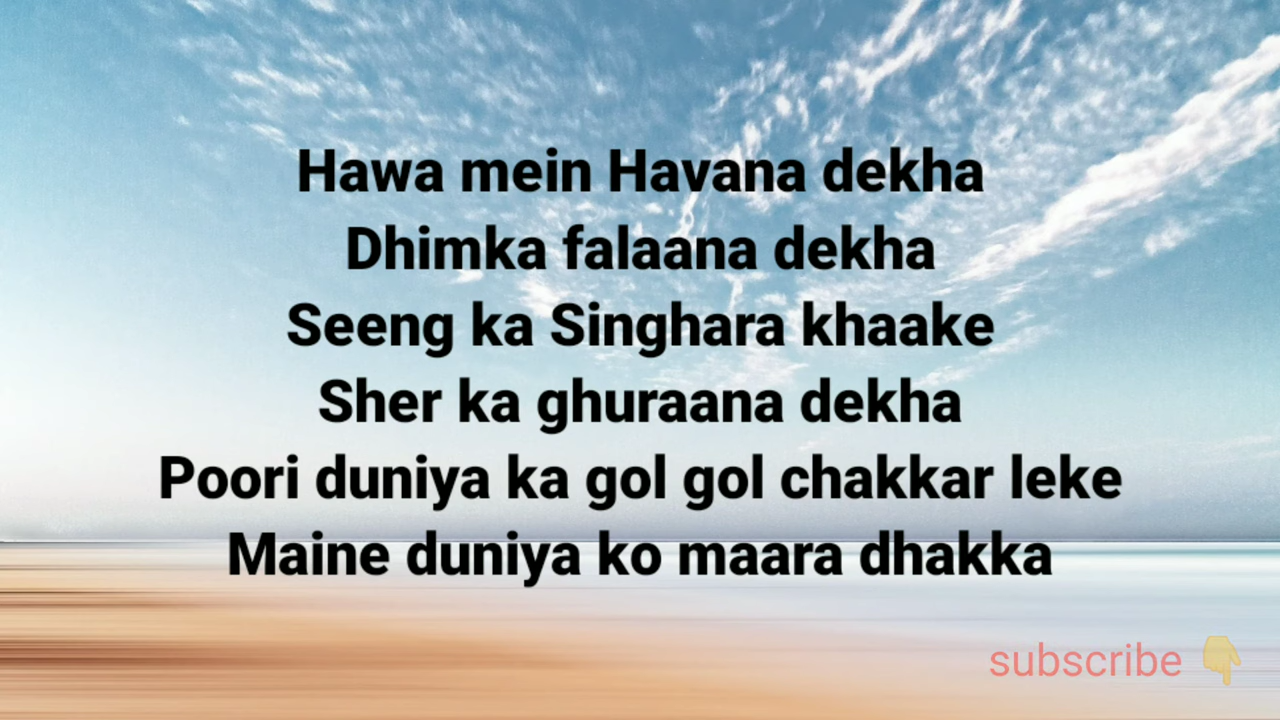 Hawa mein Havana dekha
Dhimka falaana dekha
Seeng ka Singhara khaake
Sher ka ghuraana dekha
Poori duniya ka gol gol chakkar leke
Maine duniya ko maara dhakka
subscribe 👇